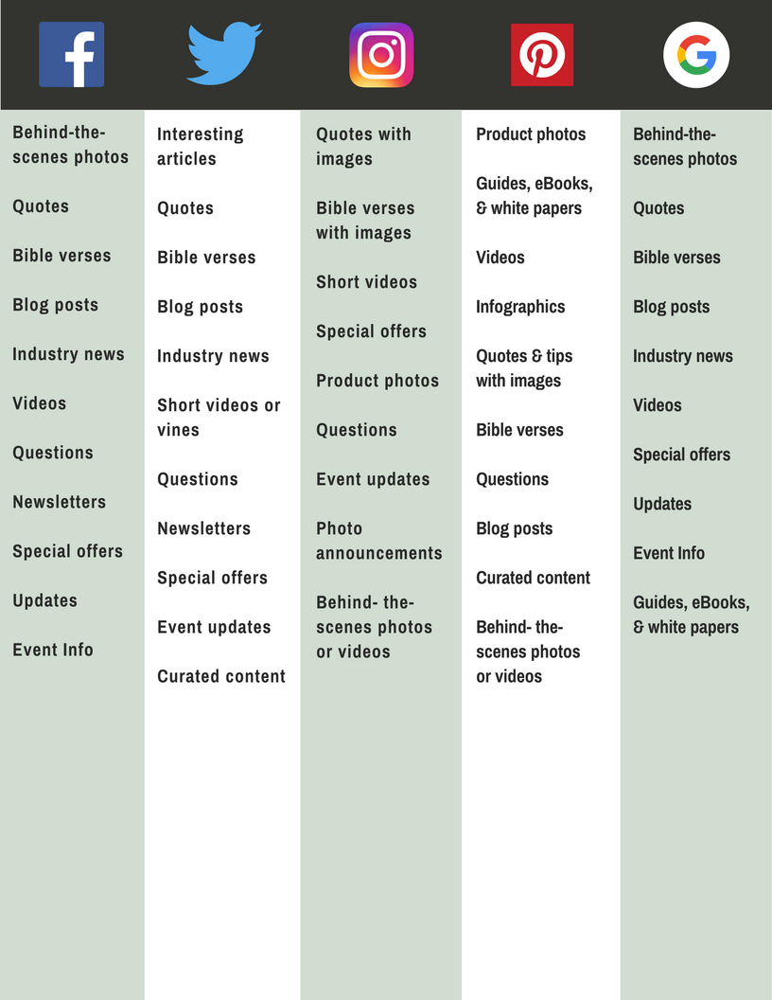 Behind-the-
scenes photos
Quotes
Bible verses
Blog posts
Industry news
Videos
Questions
Newsletters
Special offers
Updates
Event Info
Interesting
articles
Quotes
Bible verses
Blog posts
Industry news
Short videos or
vines
Questions
Newsletters
Special offers
Event updates
Curated content
Quotes with
images
Bible verses
with images
Short videos
Special offers
Product photos
Questions
Event updates
Photo
announcements
Behind- the-
scenes photos
or videos
Product photos
Guides, eBooks,
& white papers
Videos
Infographics
Quotes & tips
with images
Bible verses
Questions
Blog posts
Curated content
Behind- the-
scenes photos
or videos
Behind-the-
scenes photos
Quotes
Bible verses
Blog posts
Industry news
Videos
Special offers
Updates
Event Info
Guides, eBooks,
& white papers